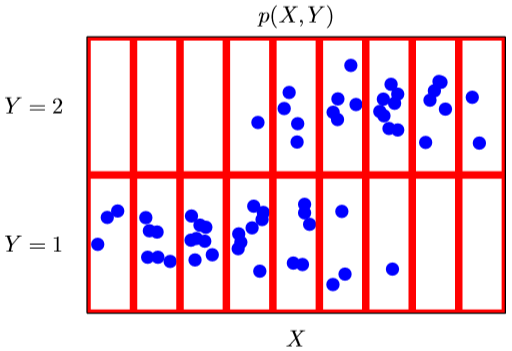 p(X, Y)
Y = 2
Y = 1
X